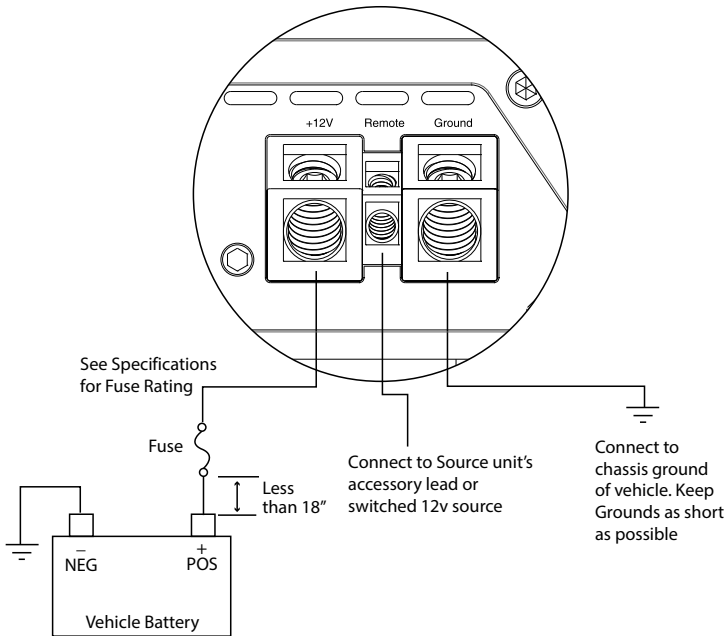 +12V Remote Ground
See Specifications
for Fuse Rating
Fuse
Less
than 18”
Connect to Source unit’s
accessory lead or
switched 12v source
Connect to
chassis ground
of vehicle. Keep
Grounds as short
as possible
– +
NEG POS
Vehicle Battery